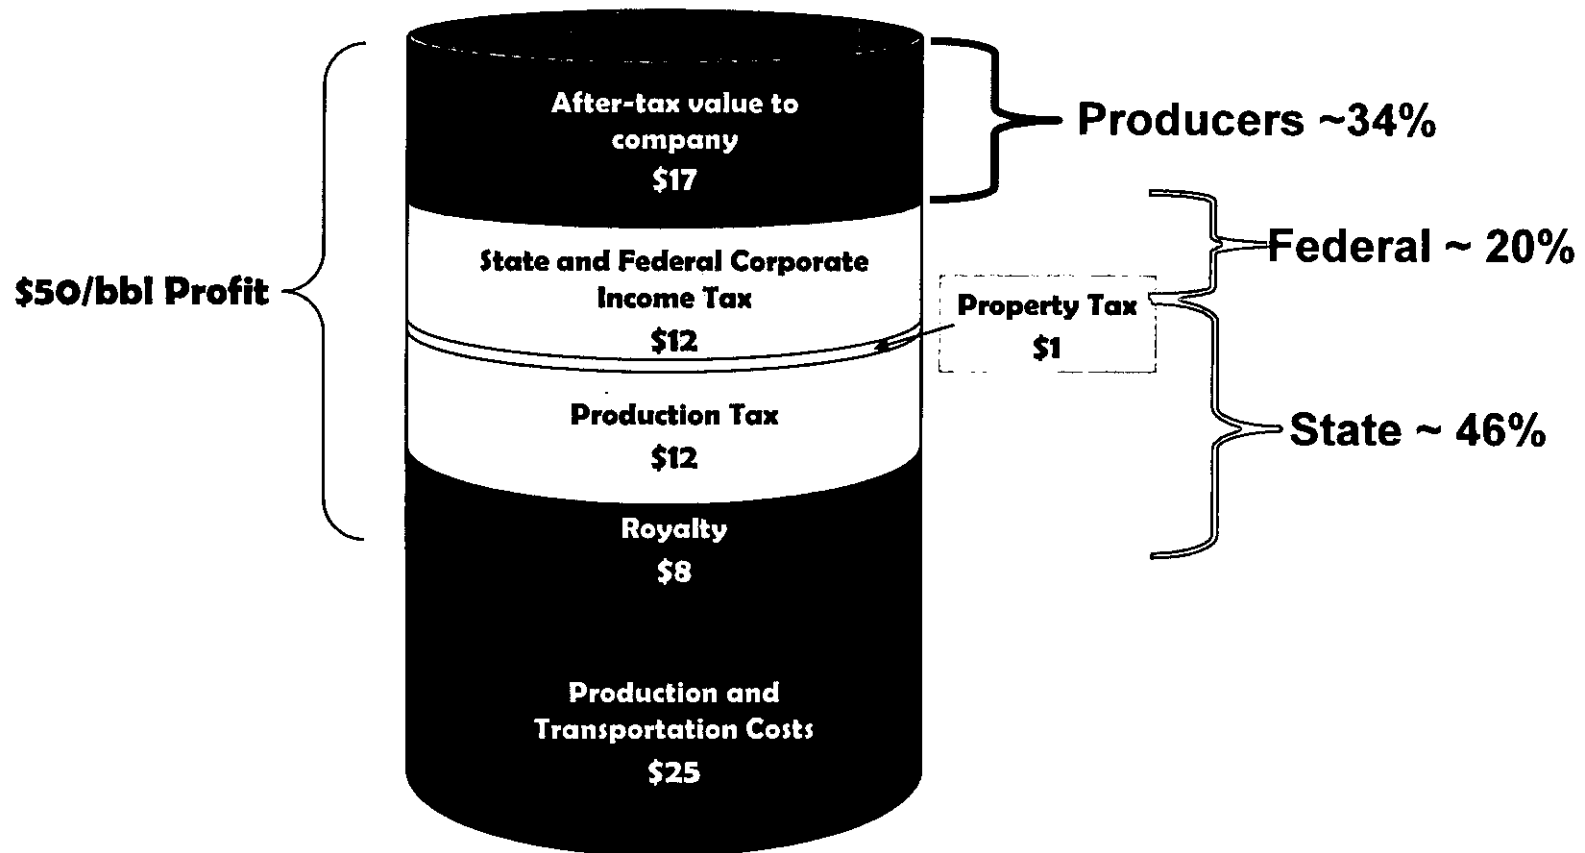 After-tax value to
company
$17
Producers ~34%
State and Federal Corporate
Income Tax
$12
Federal ~ 20%
$50/bbl Profit
Property Tax
$1
Production Tax
$12
State ~ 46%
Royalty
$8
Production and
Transportation Costs
$25